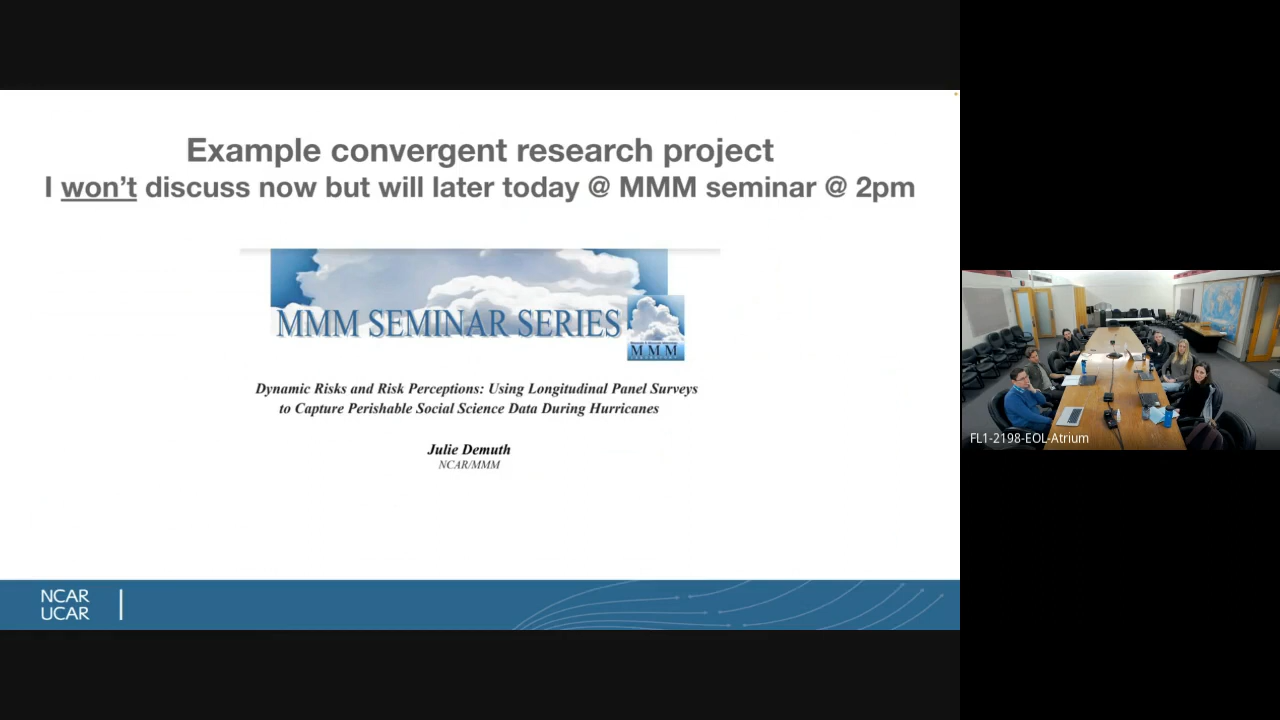 Example convergent research project
I won't discuss now but will later today @ MMM seminar @ 2pm
MMM SEMINAR SERIES
MMM
Dynamic Risks and Risk Perceptions: Using Longitudinal Panel Surveys
to Capture Perishable Social Science Data During Hurricanes
Julie Demuth
NCAR/MMM
NCAR
UCAR
FL1-2198-EOL-Atrium